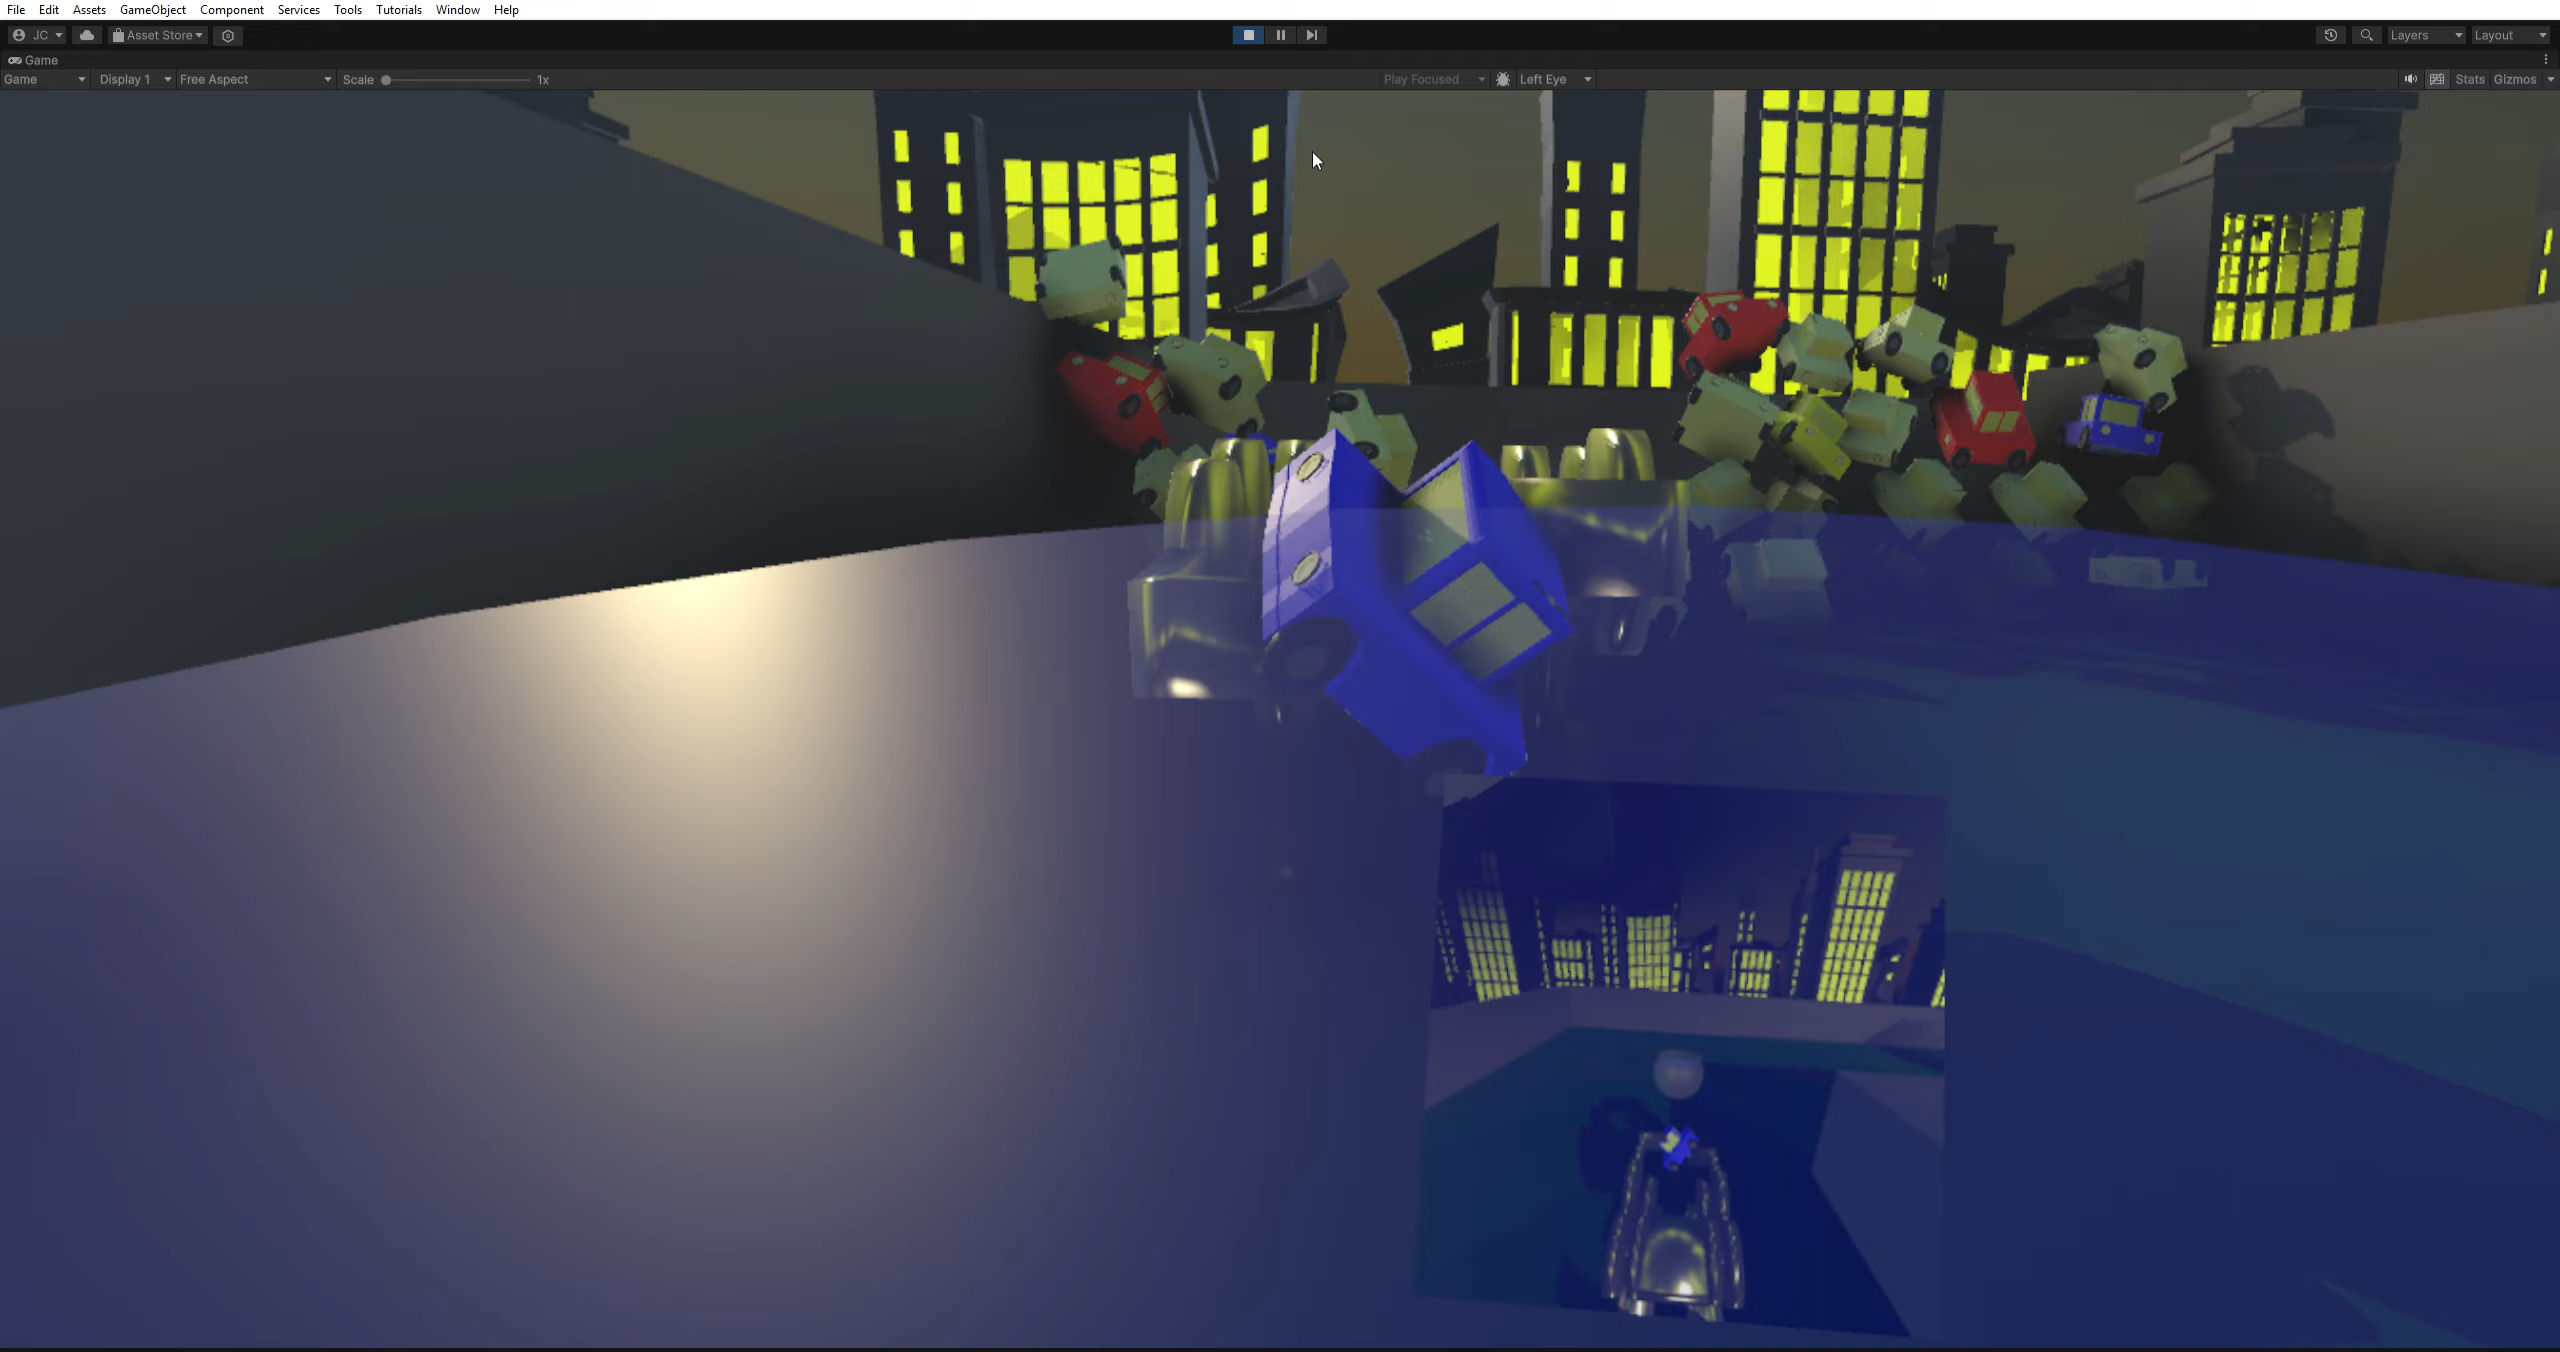 File Edit Assets GameObject Component Services Tools Tutorials Window Help
JC Asset Store Layers Layout
Game
Game Display 1 Free Aspect Scale 1x Play Focused Left Eye Stats Gizmos